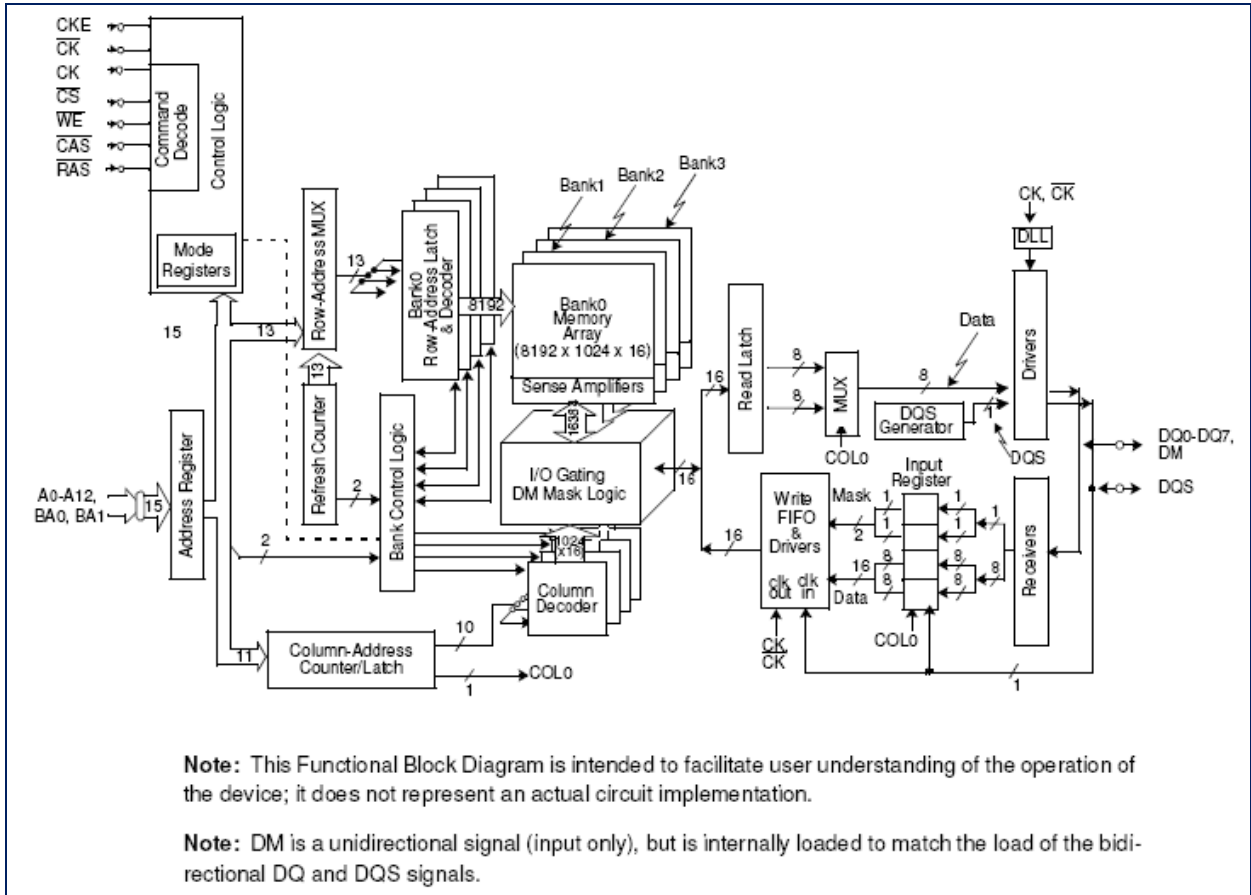 CKE
CK
CK
CS
WE
CAS
RAS
Command
Decode
Control Logic
Mode
Registers
15
13
Row-Address MUX
13
Refresh Counter
13
Bank0
Row-Address Latch
& Decoder
8192
Bank1
Bank2
Bank3
Bank0
Memory
Array
(8192 x 1024 x 16)
Sense Amplifiers
I/O Gating
DM Mask Logic
16
A0-A12,
BA0, BA1
15
Address Register
2
2
Bank Control Logic
1024
x16)
Column
Decoder
11
Column-Address
Counter/Latch
10
1
COL0
16
Read Latch
8
8
MUX
COL0
8
Data
DQS
Generator
1
DQS
CK, CK
DLL
Drivers
DQ0-DQ7,
DM
DQS
16
Write
FIFO
&
Drivers
clk
out
clk
in
CK
CK
Mask
1
1
2
16
8
8
Data
Input
Register
1
1
1
8
8
8
COL0
Receivers
1
Note: This Functional Block Diagram is intended to facilitate user understanding of the operation of
the device; it does not represent an actual circuit implementation.
Note: DM is a unidirectional signal (input only), but is internally loaded to match the load of the bidi-
rectional DQ and DQS signals.